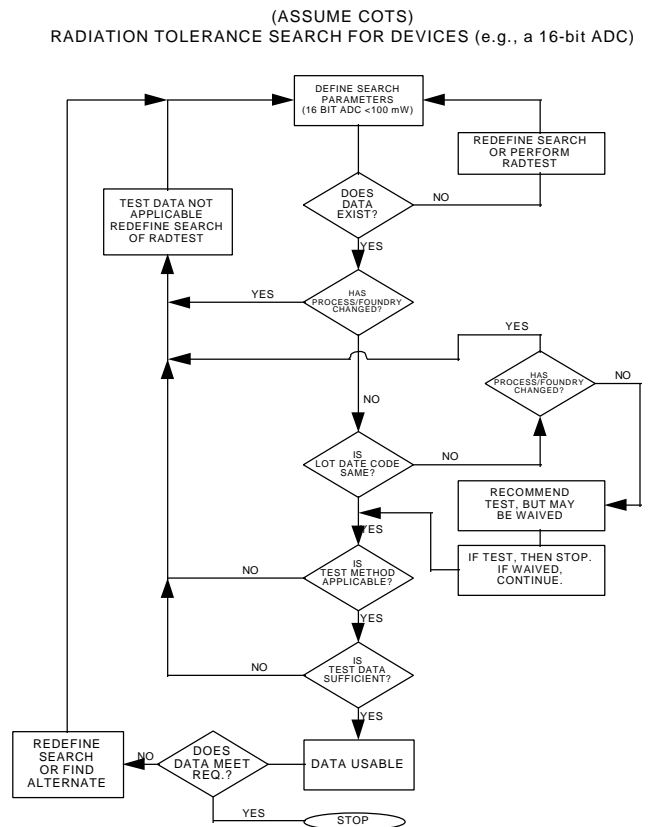 (ASSUME COTS)
RADIATION TOLERANCE SEARCH FOR DEVICES (e.g., a 16-bit ADC)
DEFINE SEARCH
PARAMETERS
(16 BIT ADC <100 mW)
REDEFINE SEARCH
OR PERFORM
RADTEST
TEST DATA NOT
APPLICABLE
REDEFINE SEARCH
OF RADTEST
DOES
DATA
EXIST?
NO
YES
HAS
PROCESS/FOUNDRY
CHANGED?
YES
NO
YES
HAS
PROCESS/FOUNDRY
CHANGED?
NO
IS
LOT DATE CODE
SAME?
NO
YES
RECOMMEND
TEST, BUT MAY
BE WAIVED
IF TEST, THEN STOP.
IF WAIVED,
CONTINUE.
IS
TEST METHOD
APPLICABLE?
NO
YES
IS
TEST DATA
SUFFICIENT?
NO
YES
DATA USABLE
DOES
DATA MEET
REQ.?
NO
REDEFINE
SEARCH
OR FIND
ALTERNATE
YES
STOP